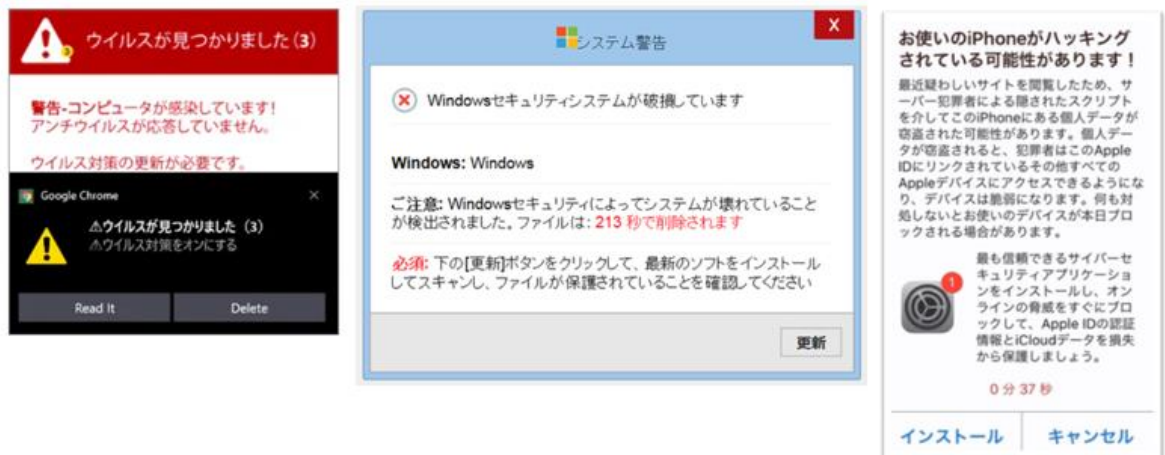 ウイルスが見つかりました(3)
警告-コンピュータが感染しています!
アンチウイルスが応答していません。
ウイルス対策の更新が必要です。
Google Chrome
⚠ウイルスが見つかりました (3)
⚠ウイルス対策をオンにする
Read It
Delete
システム警告
X
Windowsセキュリティシステムが破損しています
Windows: Windows
ご注意: Windowsセキュリティによってシステムが壊れていること
が検出されました。ファイルは: 213 秒で削除されます
必須: 下の[更新]ボタンをクリックして、最新のソフトをインストール
してスキャンし、ファイルが保護されていることを確認してください
更新
お使いのiPhoneがハッキング
されている可能性があります!
最近疑わしいサイトを閲覧したため、サ
ーバー犯罪者による隠されたスクリプト
を介してこのiPhoneにある個人データが
窃盗された可能性があります。個人デー
タが窃盗されると、犯罪者はこのApple
IDにリンクされているその他すべての
Appleデバイスにアクセスできるようにな
り、デバイスは脆弱になります。何も対
処しないとお使いのデバイスが本日ブロ
ックされる場合があります。
最も信頼できるサイバーセ
キュリティアプリケーショ
ンをインストールし、オン
ラインの脅威をすぐにブロ
ックして、Apple IDの認証
情報とiCloudデータを損失
から保護しましょう。
1
0 分 37 秒
インストール
キャンセル